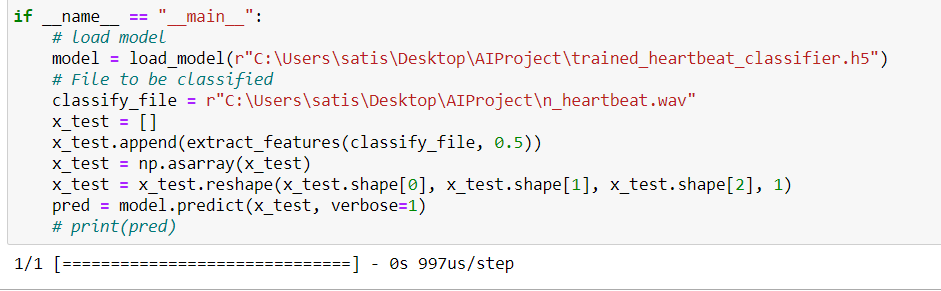 if __name__ == "__main__":
    # load model
    model = load_model(r"C:\Users\satis\Desktop\AIProject\trained_heartbeat_classifier.h5")
    # File to be classified
    classify_file = r"C:\Users\satis\Desktop\AIProject\n_heartbeat.wav"
    x_test = []
    x_test.append(extract_features(classify_file, 0.5))
    x_test = np.asarray(x_test)
    x_test = x_test.reshape(x_test.shape[0], x_test.shape[1], x_test.shape[2], 1)
    pred = model.predict(x_test, verbose=1)
    # print(pred)
1/1 [==============================] - 0s 997us/step